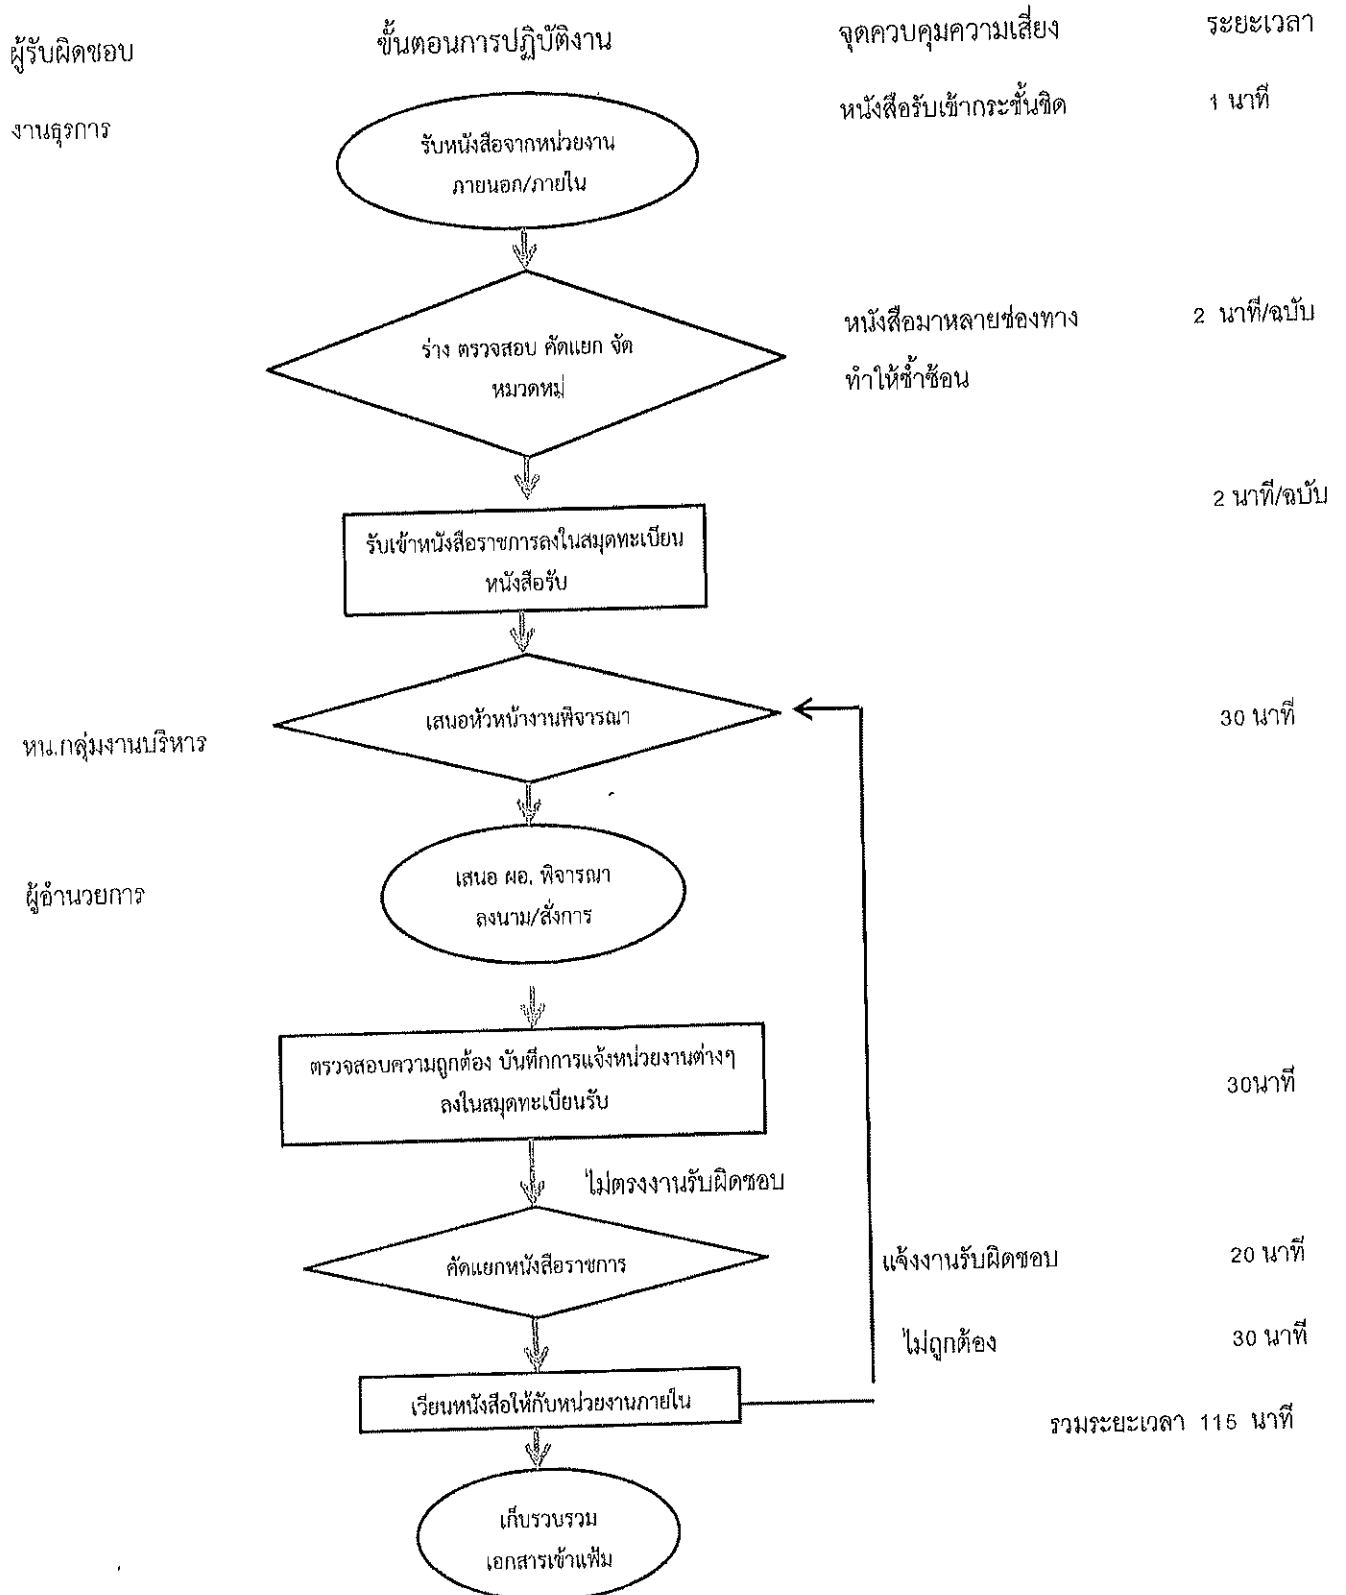 ผู้รับผิดชอบ ขั้นตอนการปฏิบัติงาน จุดควบคุมความเสี่ยง ระยะเวลา
งานธุรการ
หนังสือรับเข้ากระชั้นชิด 1 นาที
รับหนังสือจากหน่วยงาน
ภายนอก/ภายใน
หนังสือมาหลายช่องทาง 2 นาที/ฉบับ
ทำให้ซ้ำซ้อน
ร่าง ตรวจสอบ คัดแยก จัด
หมวดหมู่
2 นาที/ฉบับ
รับเข้าหนังสือราชการลงในสมุดทะเบียน
หนังสือรับ
หน.กลุ่มงานบริหาร
เสนอหัวหน้างานพิจารณา
30 นาที
ผู้อำนวยการ
เสนอ ผอ. พิจารณา
ลงนาม/สั่งการ
ตรวจสอบความถูกต้อง บันทึกการแจ้งหน่วยงานต่างๆ
ลงในสมุดทะเบียนรับ
30นาที
ไม่ตรงงานรับผิดชอบ
คัดแยกหนังสือราชการ
แจ้งงานรับผิดชอบ 20 นาที
ไม่ถูกต้อง 30 นาที
เวียนหนังสือให้กับหน่วยงานภายใน
รวมระยะเวลา 115 นาที
เก็บรวบรวม
เอกสารเข้าแฟ้ม